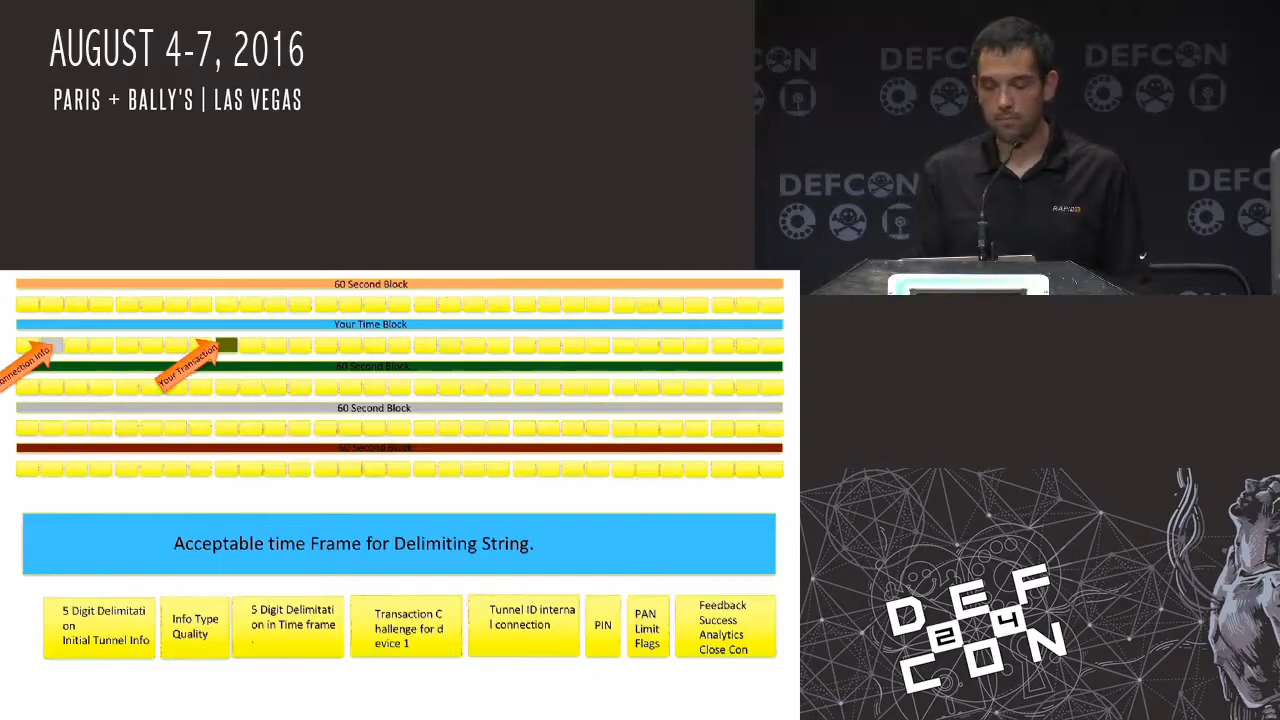 AUGUST 4-7, 2016
PARIS + BALLY'S | LAS VEGAS
DEFCON
DEFCON
DEFCON
RAPID7
60 Second Block
Your Time Block
Connection Info
Your Transaction
60 Second Block
60 Second Block
60 Second Block
Acceptable time Frame for Delimiting String.
5 Digit Delimitati
on
Initial Tunnel Info
Info Type
Quality
5 Digit Delimitati
on in Time frame
.
Transaction C
hallenge for d
evice 1
Tunnel ID interna
l connection
PIN
PAN
Limit
Flags
Feedback
Success
Analytics
Close Con
DEF
24
CON